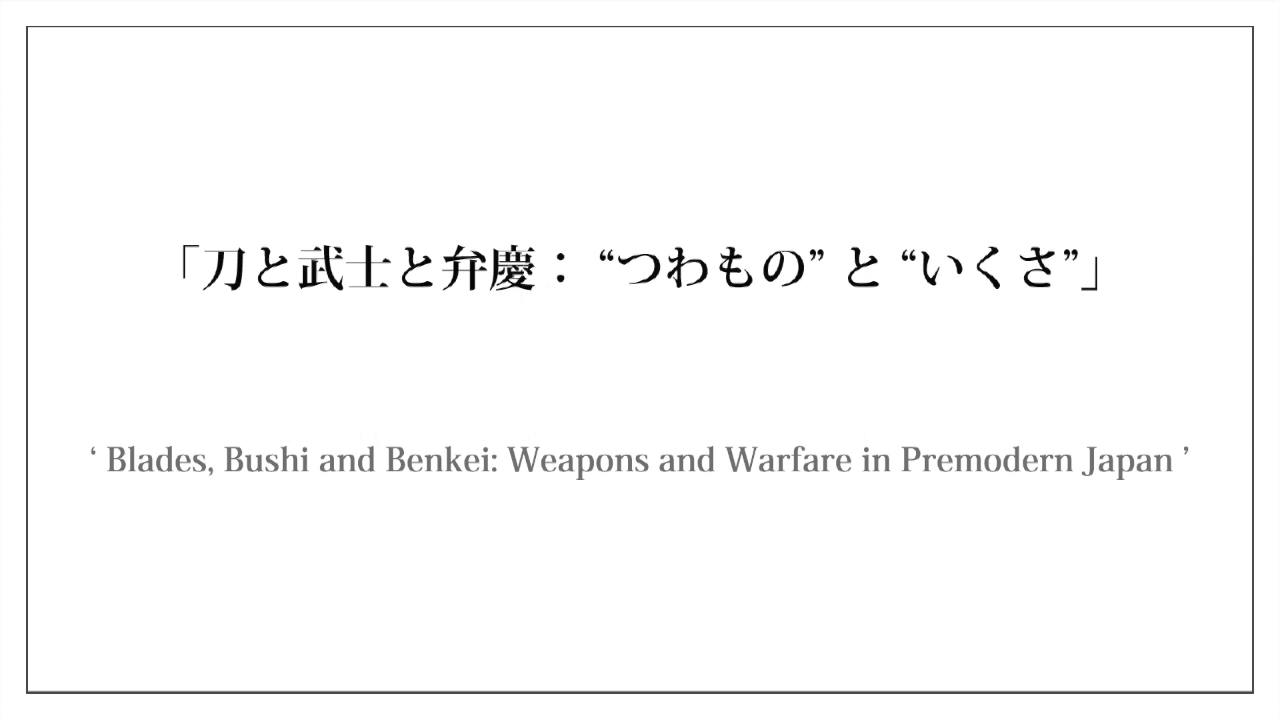 「刀と武士と弁慶： “つわもの” と “いくさ”」
‘ Blades, Bushi and Benkei: Weapons and Warfare in Premodern Japan ’